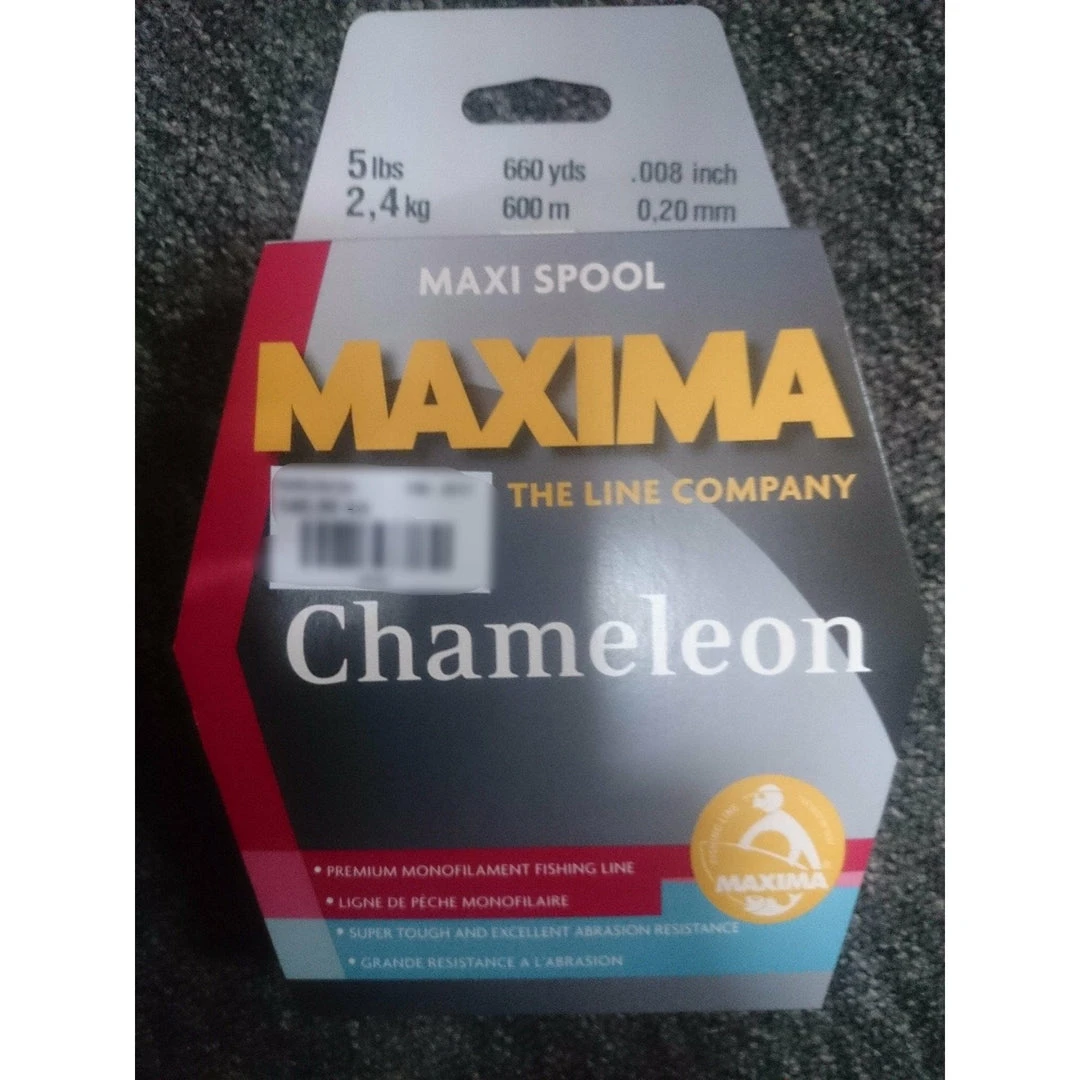 5 lbs 660 yds .008 inch
2,4 kg 600 m 0,20 mm
MAXI SPOOL
MAXIMA
THE LINE COMPANY
Chameleon
FISHING LINE
MAXIMA
• PREMIUM MONOFILAMENT FISHING LINE
• LIGNE DE PÊCHE MONOFILAIRE
• SUPER TOUGH AND EXCELLENT ABRASION RESISTANCE
• GRANDE RESISTANCE A L'ABRASION